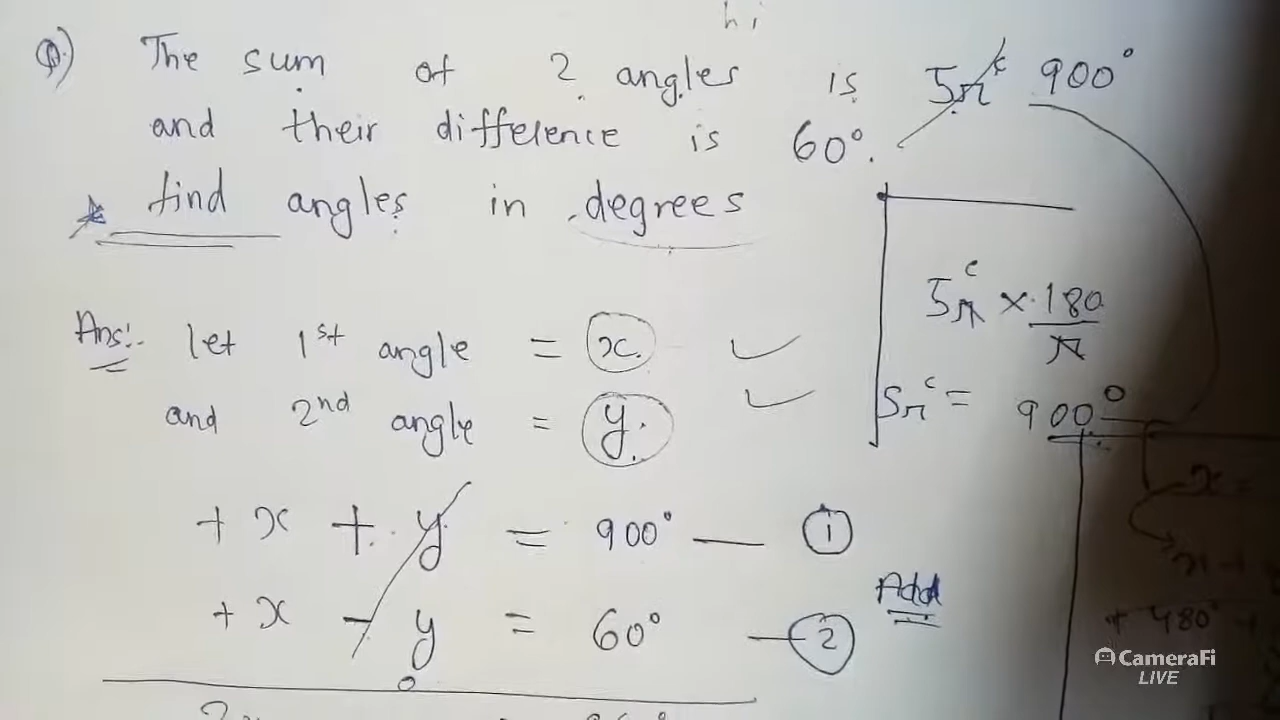 hi
Q) The sum of 2 angles is 5π^c 900°
and their difference is 60°.
find angles in degrees
5π^c × 180/π
5π^c = 900°
Ans:- let 1st angle = x
and 2nd angle = y.
+ x + y = 900° — ①
+ x - y = 60° — ②
Add
x =
+ 480°
CameraFi
LIVE